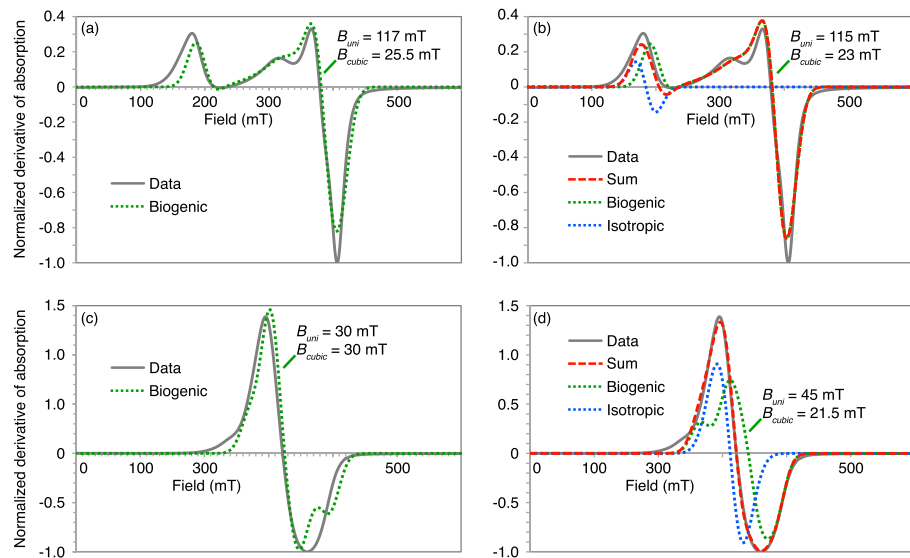 (a)
B_uni = 117 mT
B_cubic = 25.5 mT
0.4
0.2
0
-0.2
-0.4
-0.6
-0.8
-1.0
0 100 200 300 500
Field (mT)
Normalized derivative of absorption
Data
Biogenic
(b)
B_uni = 115 mT
B_cubic = 23 mT
0.4
0.2
0
-0.2
-0.4
-0.6
-0.8
-1.0
0 100 300 500
Field (mT)
Data
Sum
Biogenic
Isotropic
(c)
B_uni = 30 mT
B_cubic = 30 mT
1.5
1.0
1.0
0
-0.5
1.0
300 500
Field (mT)
Normalized derivative of absorption
Data
Biogenic
(d)
Data
Sum
Biogenic
Isotropic
B_uni = 45 mT
B_cubic = 21.5 mT
1.5
1.0
0.5
0
-0.5
1.0
0 300 500
Field (mT)